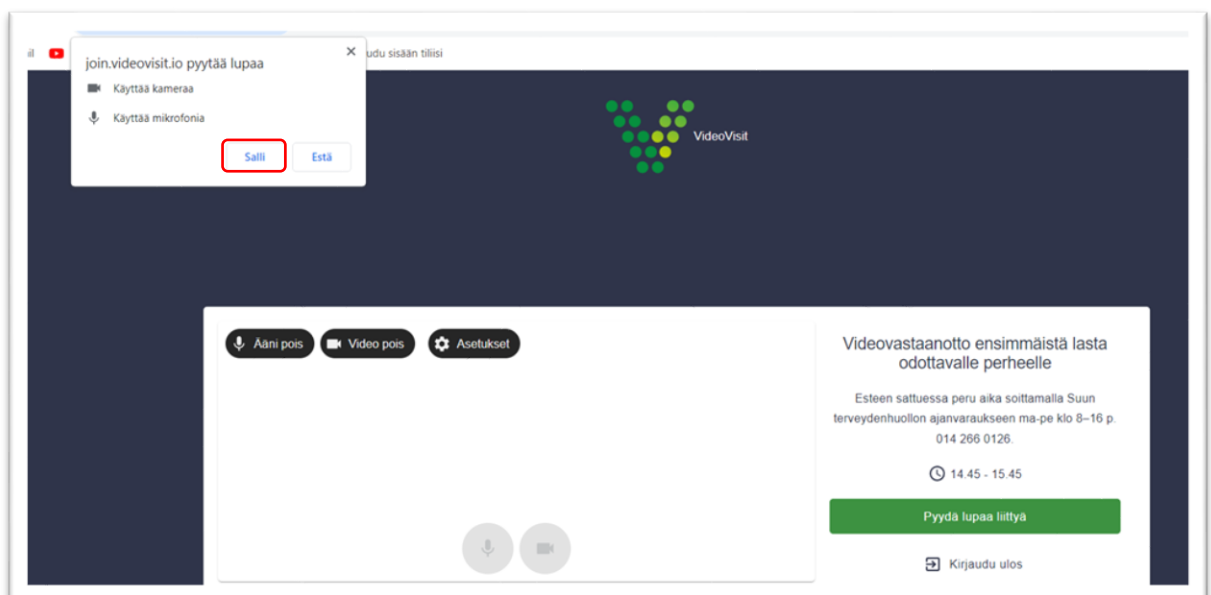 il
udu sisään tiliisi
join.videovisit.io pyytää lupaa
Käyttää kameraa
Käyttää mikrofonia
Salli
Estä
VideoVisit
Ääni pois
Video pois
Asetukset
Videovastaanotto ensimmäistä lasta
odottavalle perheelle
Esteen sattuessa peru aika soittamalla Suun
terveydenhuollon ajanvaraukseen ma-pe klo 8–16 p.
014 266 0126.
14.45 - 15.45
Pyydä lupaa liittyä
Kirjaudu ulos